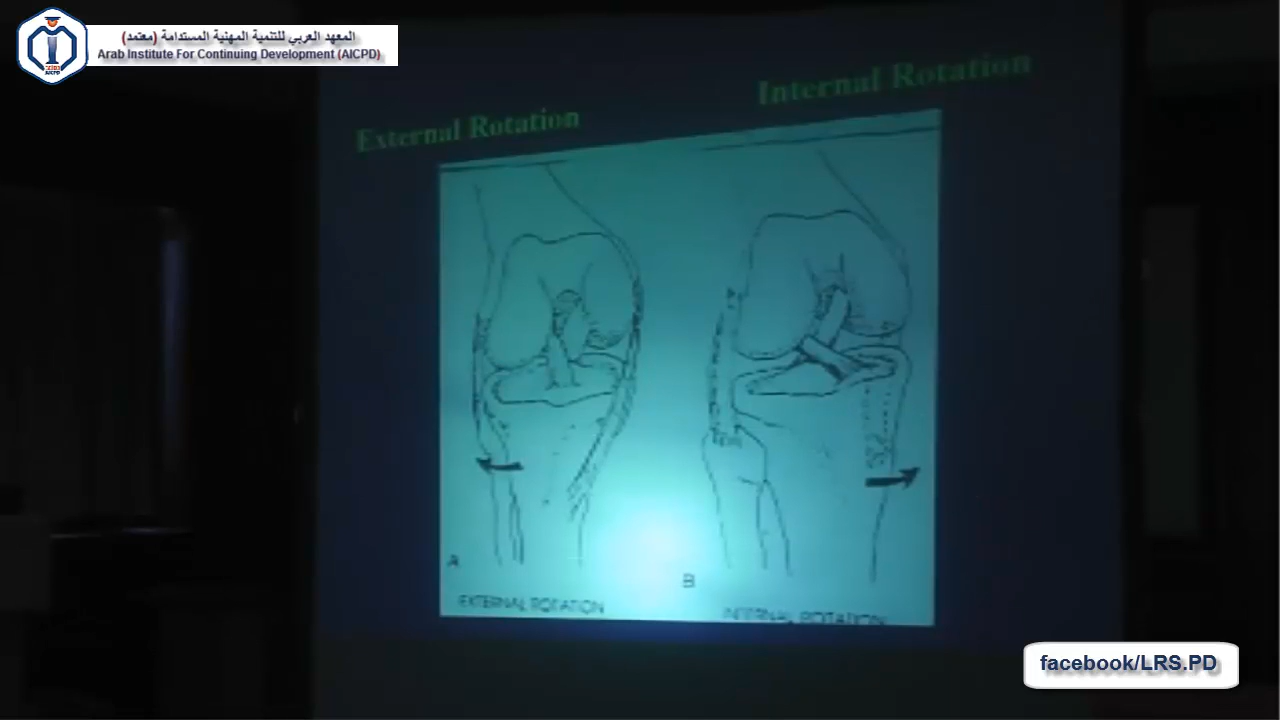 المعهد العربي للتنمية المهنية المستدامة (معتمد)
Arab Institute For Continuing Development (AICPD)
AICPD
External Rotation
Internal Rotation
A
EXTERNAL ROTATION
B
INTERNAL ROTATION
facebook/LRS.PD